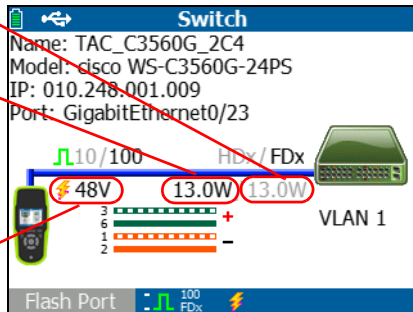 Switch
Name: TAC_C3560G_2C4
Model: cisco WS-C3560G-24PS
IP: 010.248.001.009
Port: GigabitEthernet0/23
10/100 HDx/FDx
48V 13.0W 13.0W
3 +
6
1 –
2
VLAN 1
Flash Port 100 FDx